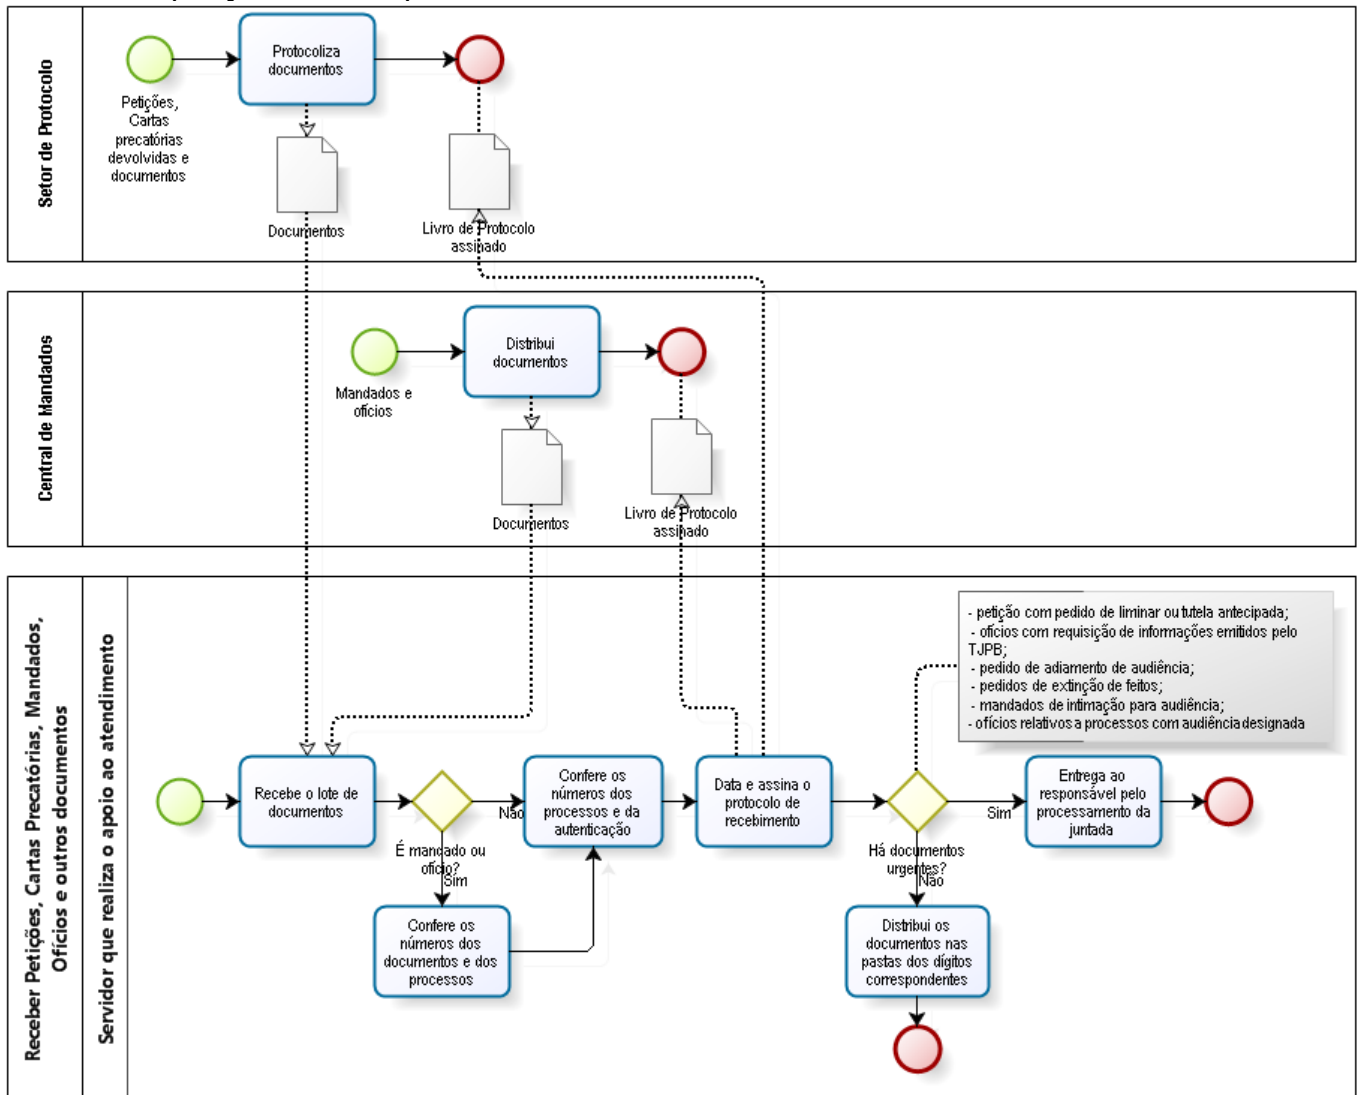 Setor de Protocolo
Protocoliza
documentos
Petições,
Cartas
precatórias
devolvidas e
documentos
Documentos
Livro de Protocolo
assinado
Central de Mandados
Distribui
documentos
Mandados e
ofícios
Documentos
Livro de Protocolo
assinado
Receber Petições, Cartas Precatórias, Mandados,
Ofícios e outros documentos
Servidor que realiza o apoio ao atendimento
- petição com pedido de liminar ou tutela antecipada;
- ofícios com requisição de informações emitidos pelo
TJPB;
- pedido de adiamento de audiência;
- pedidos de extinção de feitos;
- mandados de intimação para audiência;
- ofícios relativos a processos com audiência designada
Recebe o lote de
documentos
É mandado ou
ofício?
Não
Sim
Confere os
números dos
processos e da
autenticação
Confere os
números dos
documentos e dos
processos
Data e assina o
protocolo de
recebimento
Há documentos
urgentes?
Sim
Não
Entrega ao
responsável pelo
processamento da
juntada
Distribui os
documentos nas
pastas dos dígitos
correspondentes